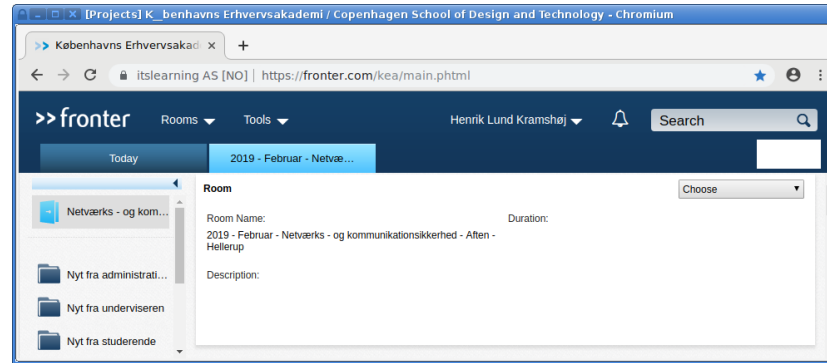 [Projects] K__benhavns Erhvervsakademi / Copenhagen School of Design and Technology - Chromium
>> Københavns Erhvervsakad x +
itslearning AS [NO] | https://fronter.com/kea/main.phtml
>>fronter Rooms Tools Henrik Lund Kramshøj Search
Today 2019 - Februar - Netvæ...
Room Choose
Netværks - og kom...
Room Name: Duration:
2019 - Februar - Netværks - og kommunikationsikkerhed - Aften -
Hellerup
Description:
Nyt fra administrati...
Nyt fra underviseren
Nyt fra studerende